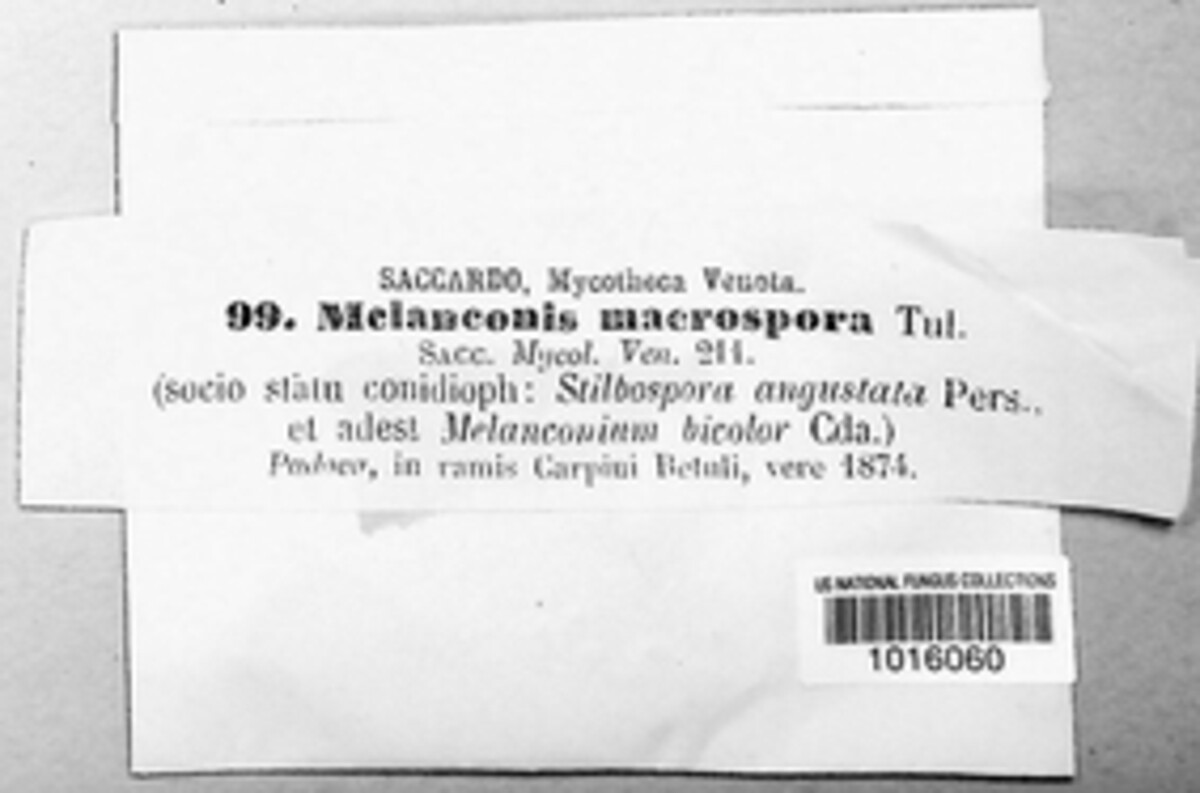 SACCARDO, Mycotheca Veneta.
99. Melanconis macrospora Tul.
SACC. Mycol. Ven. 211.
(socio statu conidioph: Stilbospora angustata Pers.,
et adest Melanconium bicolor Cda.)
in ramis Carpini Betuli, vere 1874.
US NATIONAL FUNGUS COLLECTIONS
1016060